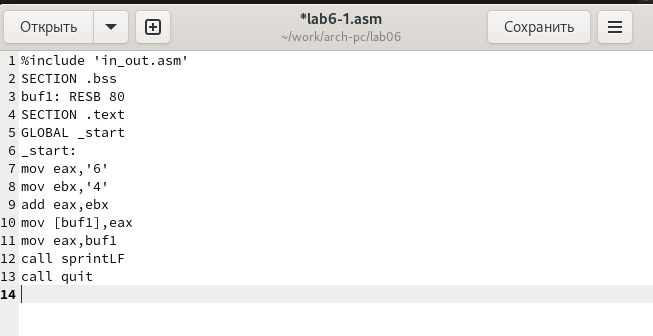 Открыть
*lab6-1.asm
~/work/arch-pc/lab06
Сохранить
1 %include 'in_out.asm'
2 SECTION .bss
3 buf1: RESB 80
4 SECTION .text
5 GLOBAL _start
6 _start:
7 mov eax,'6'
8 mov ebx,'4'
9 add eax,ebx
10 mov [buf1],eax
11 mov eax,buf1
12 call sprintLF
13 call quit
14